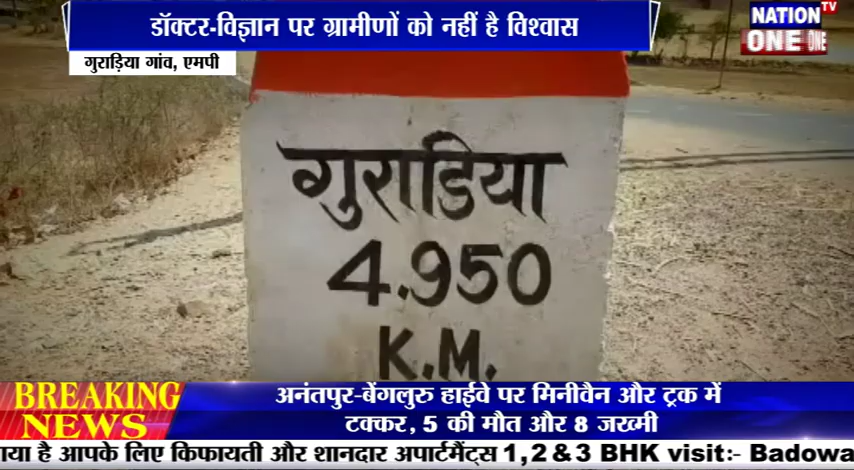 डॉक्टर-विज्ञान पर ग्रामीणों को नहीं है विश्वास
NATION TV
ONE ONE
गुराड़िया गांव, एमपी
गुराडिया
4.950
K.M.
BREAKING
NEWS
अनंतपुर-बेंगलुरु हाईवे पर मिनीवैन और ट्रक में
टक्कर, 5 की मौत और 8 जख्मी
या है आपके लिए किफायती और शानदार अपार्टमैंट्स 1,2 & 3 BHK visit:- Badowa